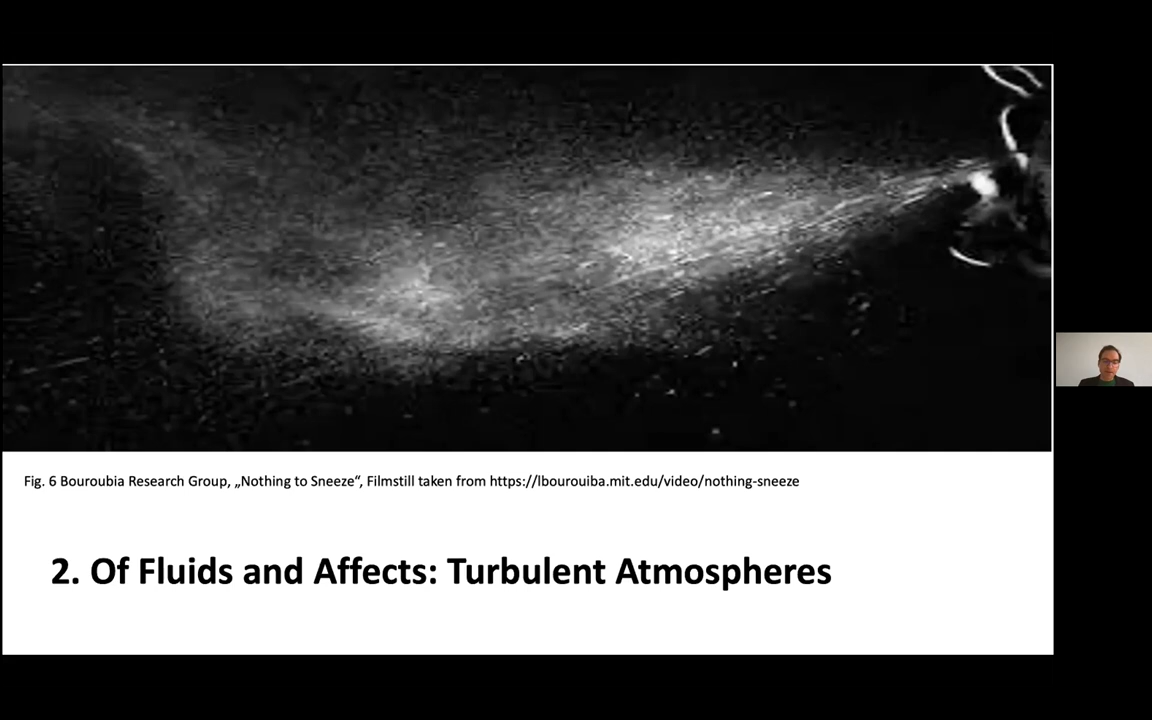 Fig. 6 Bouroubia Research Group, „Nothing to Sneeze“, Filmstill taken from https://lbourouiba.mit.edu/video/nothing-sneeze
2. Of Fluids and Affects: Turbulent Atmospheres